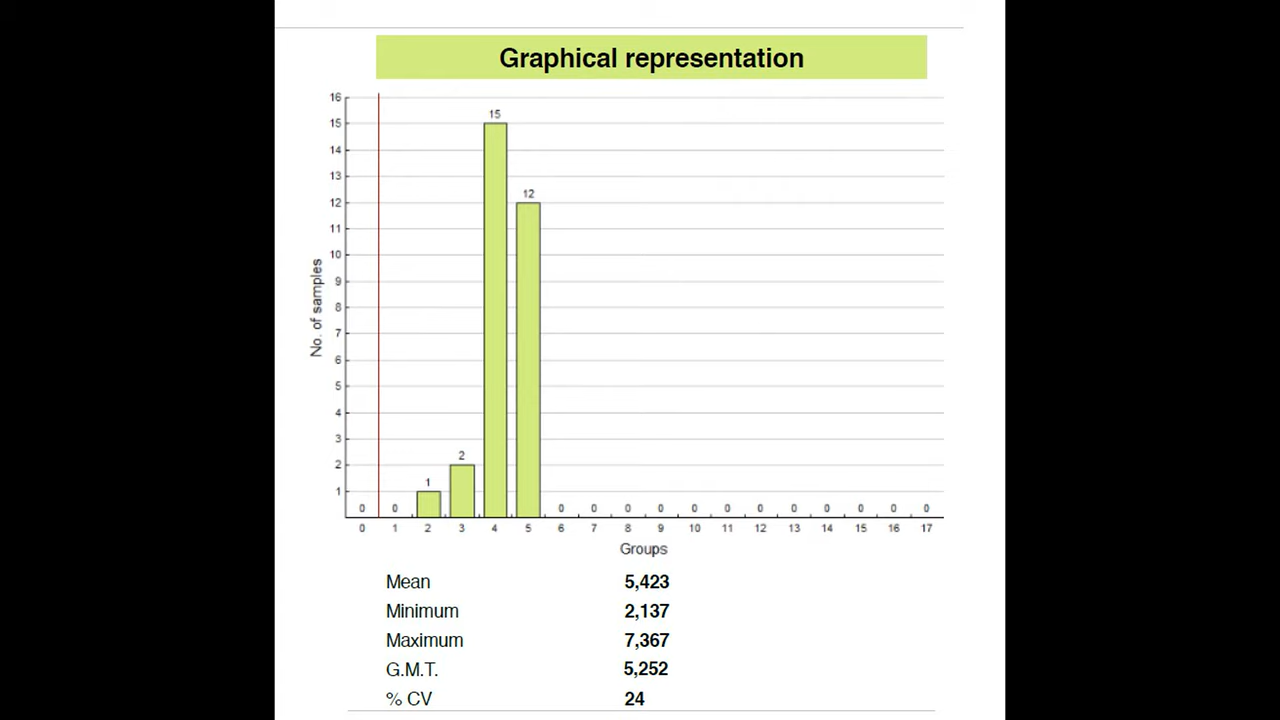 Graphical representation
16
15
15
14
13
12
12
11
10
9
8
7
6
5
4
3
2
2
1
1
No. of samples
0 0 0 0 0 0 0 0 0 0 0 0 0 0
0 1 2 3 4 5 6 7 8 9 10 11 12 13 14 15 16 17
Groups
Mean 5,423
Minimum 2,137
Maximum 7,367
G.M.T. 5,252
% CV 24